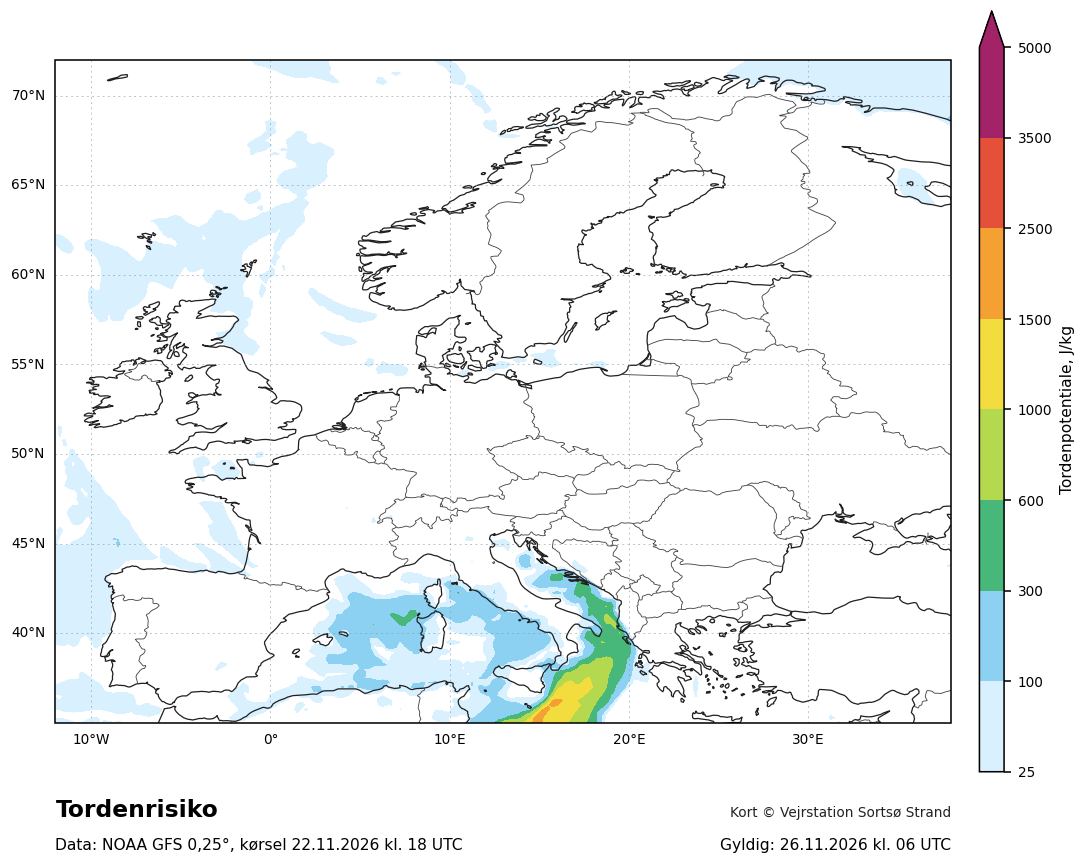 70°N
65°N
60°N
55°N
50°N
45°N
40°N
10°W
0°
10°E
20°E
30°E
5000
3500
2500
1500
1000
600
300
100
25
Tordenpotentiale, J/kg
Tordenrisiko
Kort © Vejrstation Sortsø Strand
Data: NOAA GFS 0,25°, kørsel 22.11.2026 kl. 18 UTC
Gyldig: 26.11.2026 kl. 06 UTC